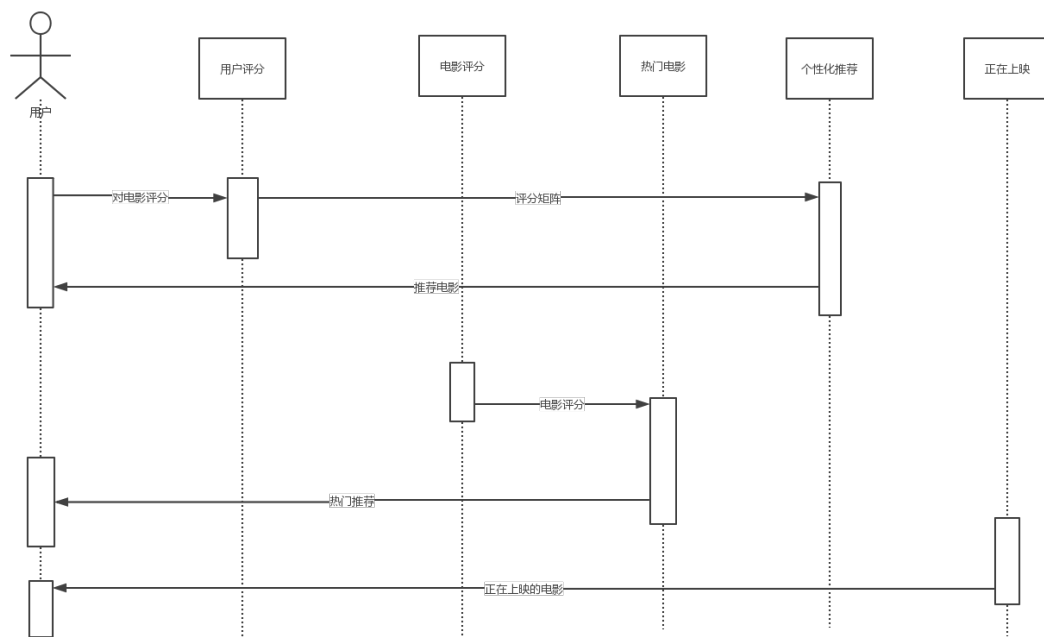 用户
用户评分
电影评分
热门电影
个性化推荐
正在上映
对电影评分
评分矩阵
推荐电影
电影评分
热门推荐
正在上映的电影